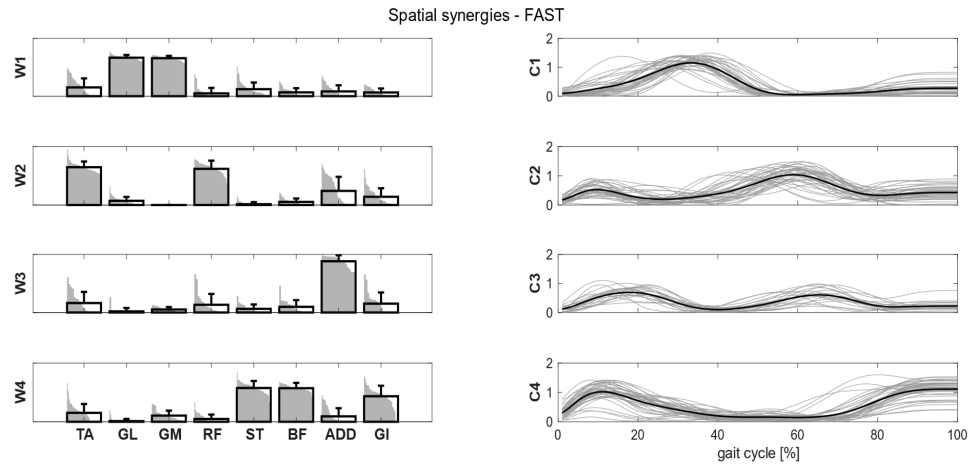 Spatial synergies - FAST
W1
C1
2
1
0
W2
C2
2
1
0
W3
C3
2
1
0
W4
C4
2
1
0
TA GL GM RF ST BF ADD GI
0 20 40 60 80 100
gait cycle [%]